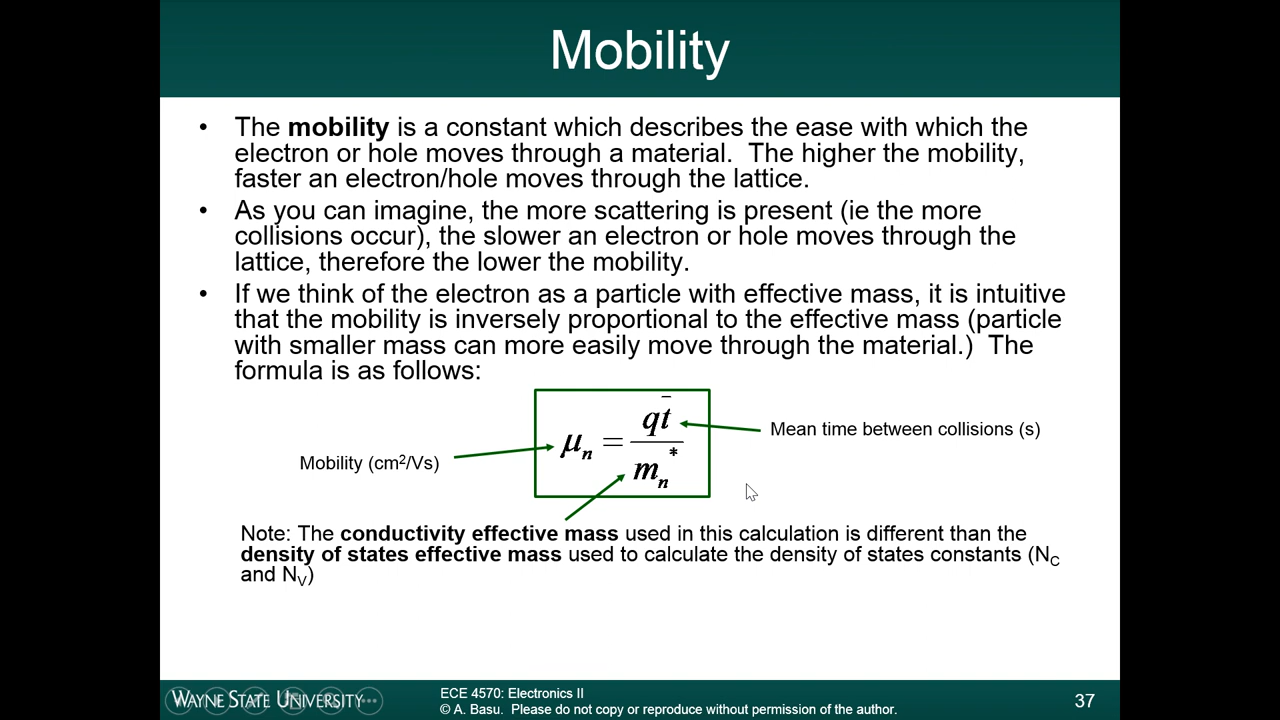 Mobility
• The mobility is a constant which describes the ease with which the
electron or hole moves through a material.  The higher the mobility,
faster an electron/hole moves through the lattice.
• As you can imagine, the more scattering is present (ie the more
collisions occur), the slower an electron or hole moves through the
lattice, therefore the lower the mobility.
• If we think of the electron as a particle with effective mass, it is intuitive
that the mobility is inversely proportional to the effective mass (particle
with smaller mass can more easily move through the material.)  The
formula is as follows:
μₙ = qt̄ / mₙ*
Mean time between collisions (s)
Mobility (cm²/Vs)
Note: The conductivity effective mass used in this calculation is different than the
density of states effective mass used to calculate the density of states constants (N_C
and N_V)
WAYNE STATE UNIVERSITY
ECE 4570: Electronics II
© A. Basu.  Please do not copy or reproduce without permission of the author.
37